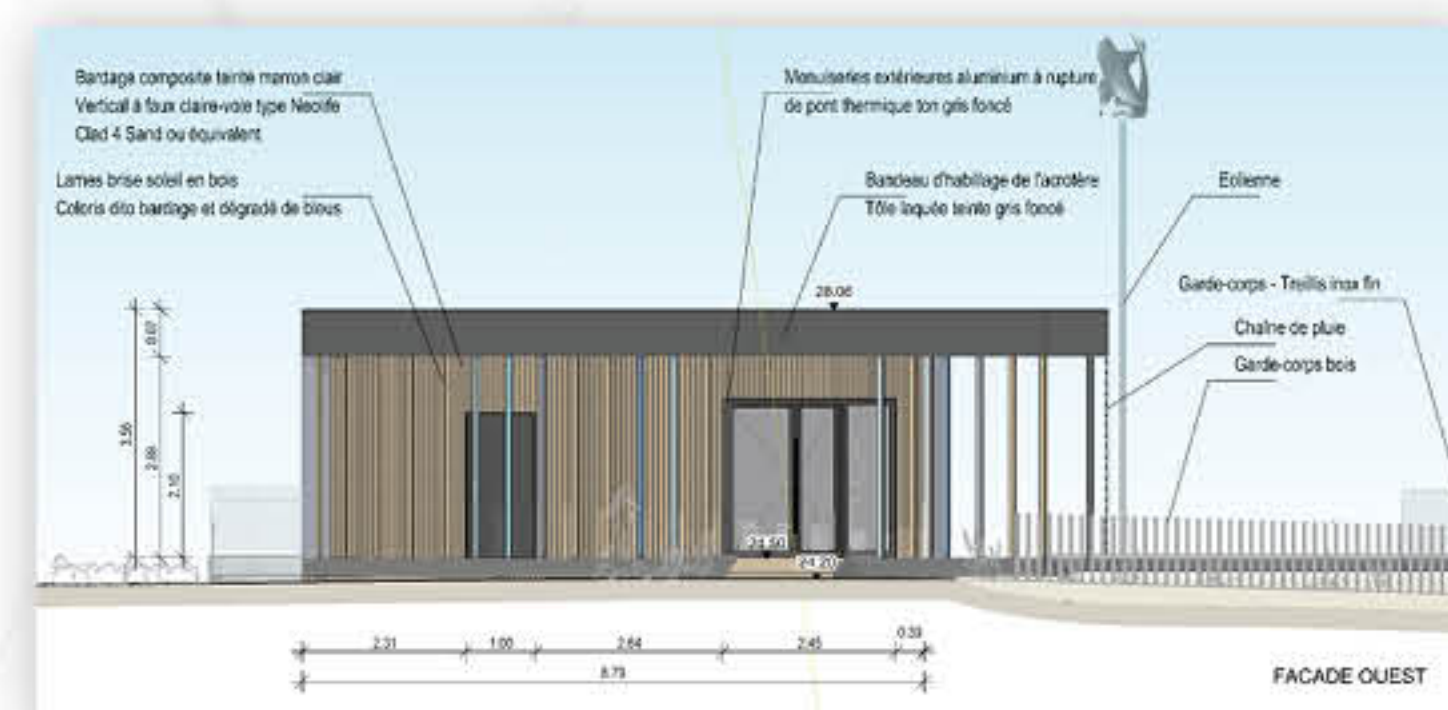 Bardage composite teinte marron clair
Vertical à faux claire-voie type Neolife
Clad 4 Sand ou équivalent
Lames brise soleil en bois
Coloris dito bardage et dégradé de bleus
Menuiseries extérieures aluminium à rupture
de pont thermique ton gris foncé
Bandeau d'habillage de l'acrotère
Tôle laquée teinte gris foncé
Eolienne
Garde-corps - Treillis inox fin
Chaîne de pluie
Garde-corps bois
28.06
0.67
3.56
2.89
2.10
24.50
24.20
2.31
1.00
2.64
2.45
0.39
8.79
FACADE OUEST